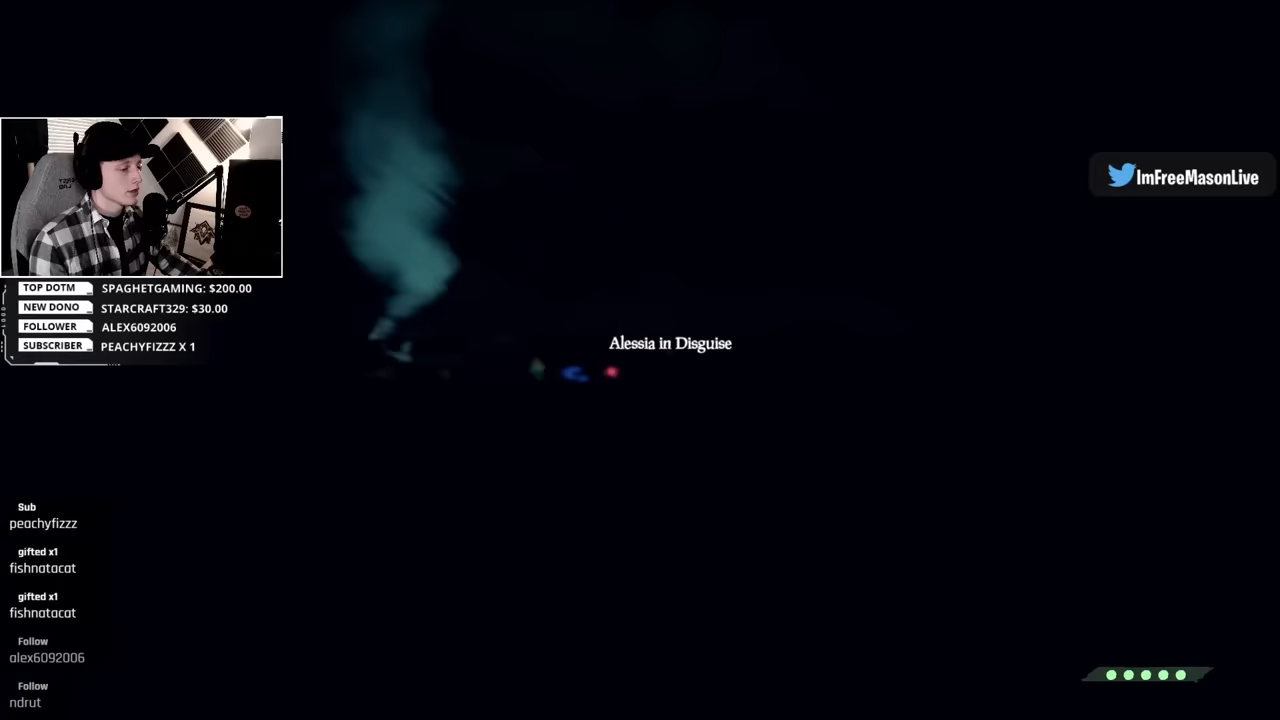 ImFreeMasonLive
TOP DOTM SPAGHETGAMING: $200.00
NEW DONO STARCRAFT329: $30.00
FOLLOWER ALEX6092006
SUBSCRIBER PEACHYFIZZZ X 1
Alessia in Disguise
Sub
peachyfizzz
gifted x1
fishnatacat
gifted x1
fishnatacat
Follow
alex6092006
Follow
ndrut